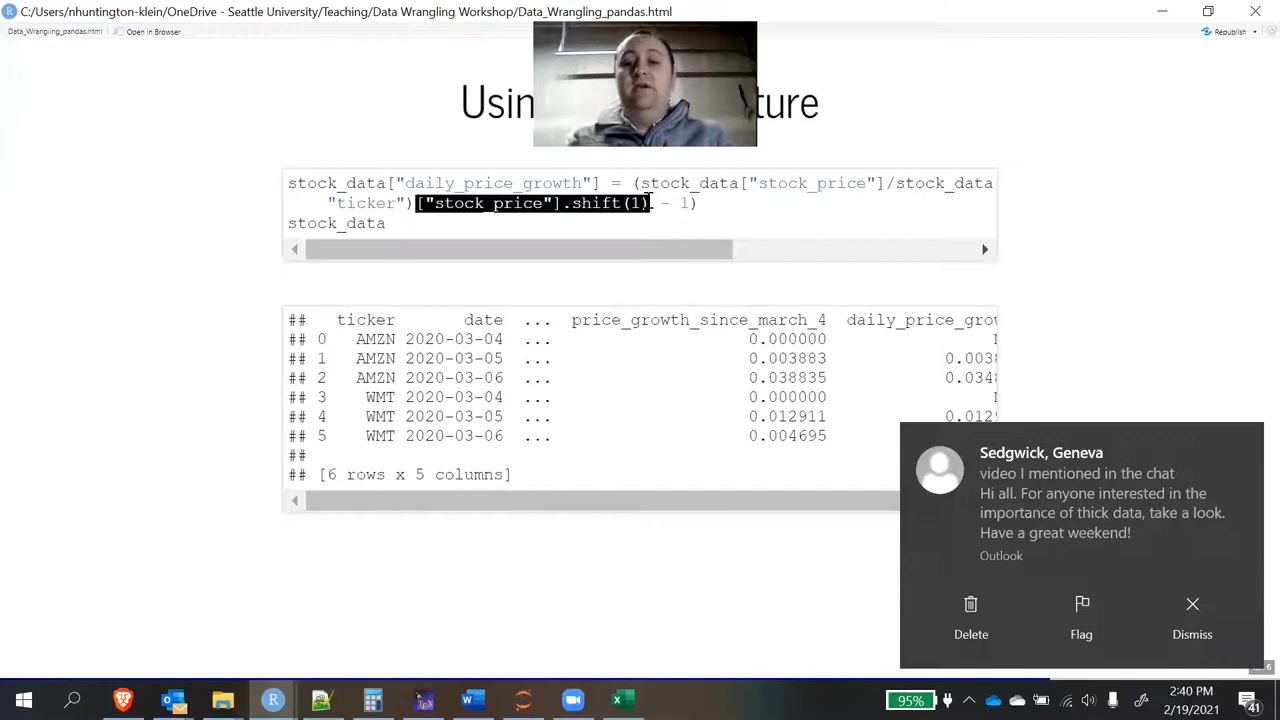 C:/Users/nhuntington-klein/OneDrive - Seattle University/Teaching/Data Wrangling Workshop/Data_Wrangling_pandas.html
Data_Wrangling_pandas.html Open in Browser Republish
Usin ture
stock_data["daily_price_growth"] = (stock_data["stock_price"]/stock_data
"ticker")["stock_price"].shift(1) - 1)
stock_data
## ticker date ... price_growth_since_march_4 daily_price_grow
## 0 AMZN 2020-03-04 ... 0.000000 N
## 1 AMZN 2020-03-05 ... 0.003883 0.0038
## 2 AMZN 2020-03-06 ... 0.038835 0.0348
## 3 WMT 2020-03-04 ... 0.000000 N
## 4 WMT 2020-03-05 ... 0.012911 0.0129
## 5 WMT 2020-03-06 ... 0.004695
##
## [6 rows x 5 columns]
Sedgwick, Geneva
video I mentioned in the chat
Hi all. For anyone interested in the
importance of thick data, take a look.
Have a great weekend!
Outlook
Delete Flag Dismiss
95% 2:40 PM
2/19/2021 41